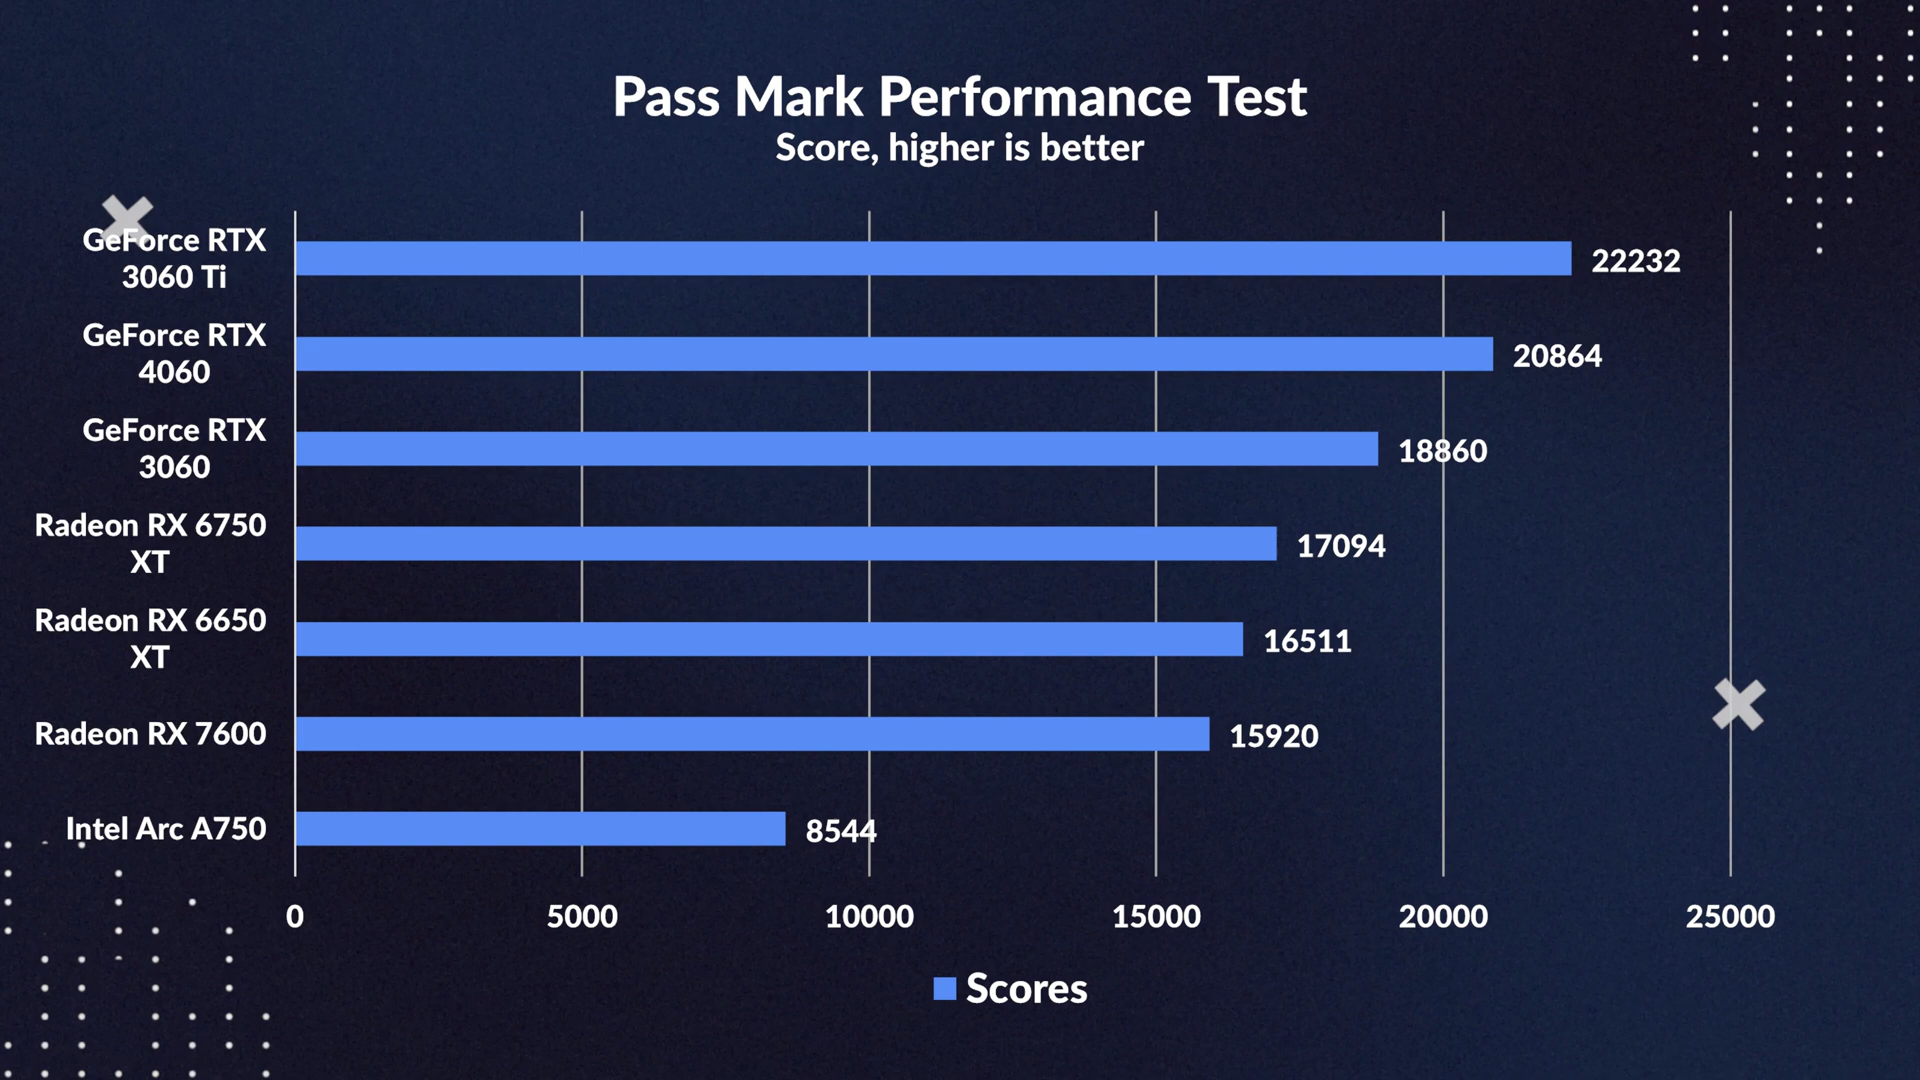 Pass Mark Performance Test
Score, higher is better
GeForce RTX
3060 Ti
22232
GeForce RTX
4060
20864
GeForce RTX
3060
18860
Radeon RX 6750
XT
17094
Radeon RX 6650
XT
16511
Radeon RX 7600
15920
Intel Arc A750
8544
0 5000 10000 15000 20000 25000
Scores